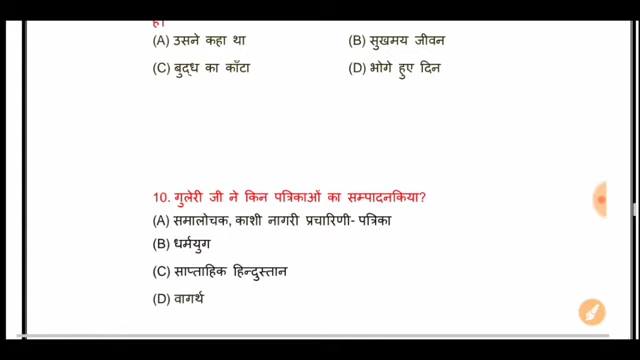 है।
(A) उसने कहा था (B) सुखमय जीवन
(C) बुद्ध का काँटा (D) भोगे हुए दिन
10. गुलेरी जी ने किन पत्रिकाओं का सम्पादनकिया?
(A) समालोचक, काशी नागरी प्रचारिणी- पत्रिका
(B) धर्मयुग
(C) साप्ताहिक हिन्दुस्तान
(D) वागर्थ